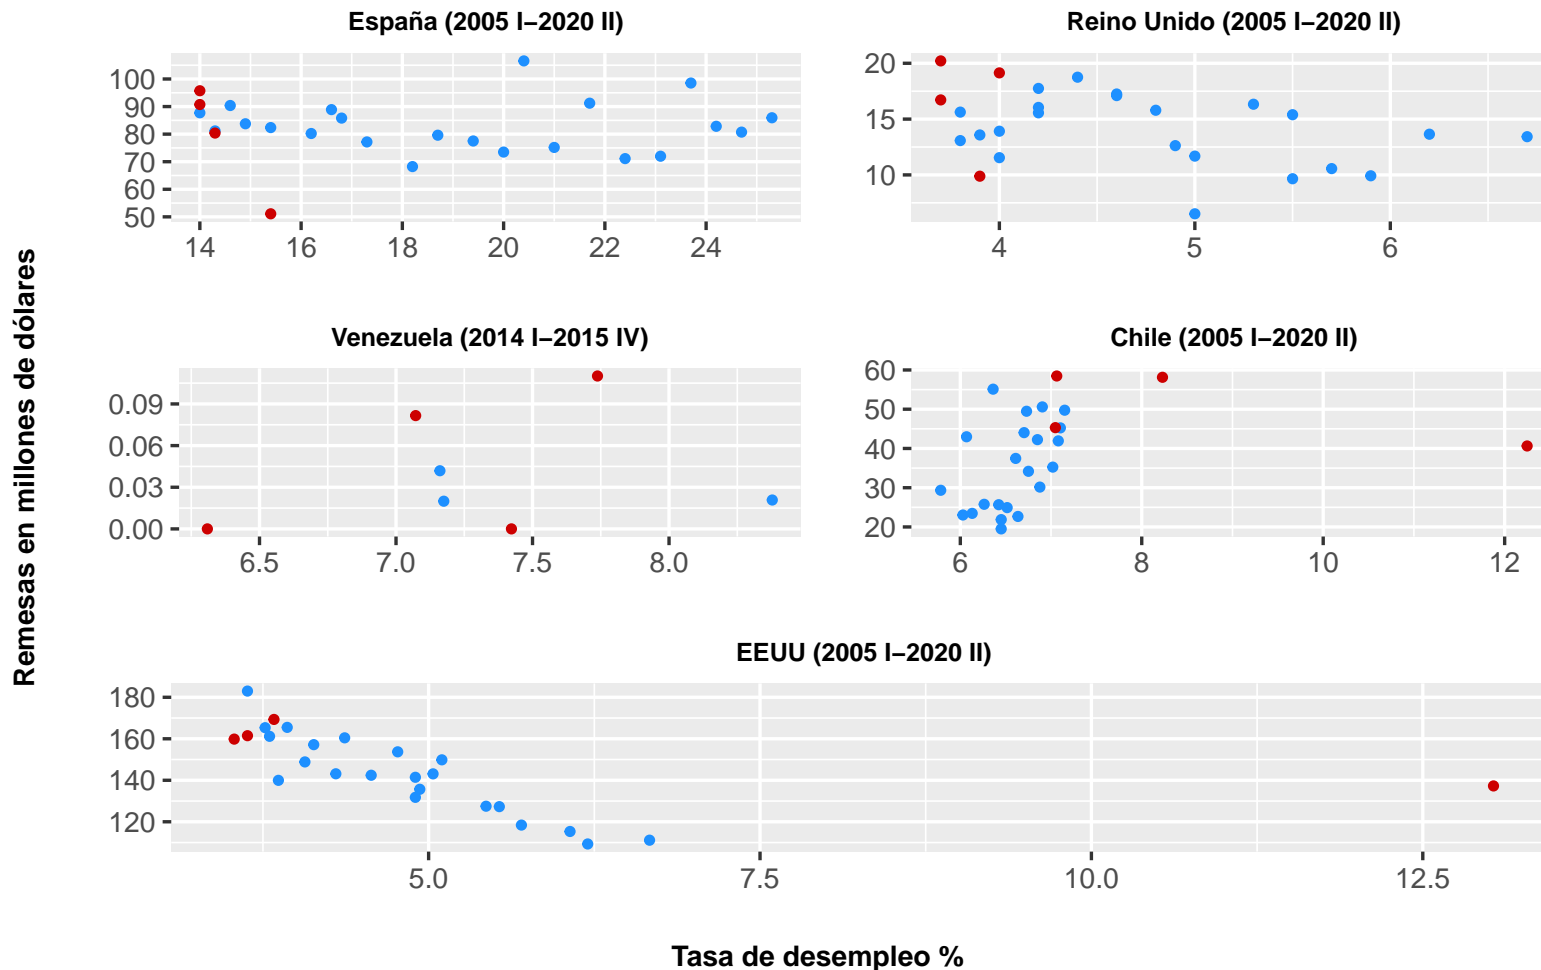 España (2005 I–2020 II)
100
90
80
70
60
50
14 16 18 20 22 24
Reino Unido (2005 I–2020 II)
20
15
10
4 5 6
Remesas en millones de dólares
Venezuela (2014 I–2015 IV)
0.09
0.06
0.03
0.00
6.5 7.0 7.5 8.0
Chile (2005 I–2020 II)
60
50
40
30
20
6 8 10 12
EEUU (2005 I–2020 II)
180
160
140
120
5.0 7.5 10.0 12.5
Tasa de desempleo %